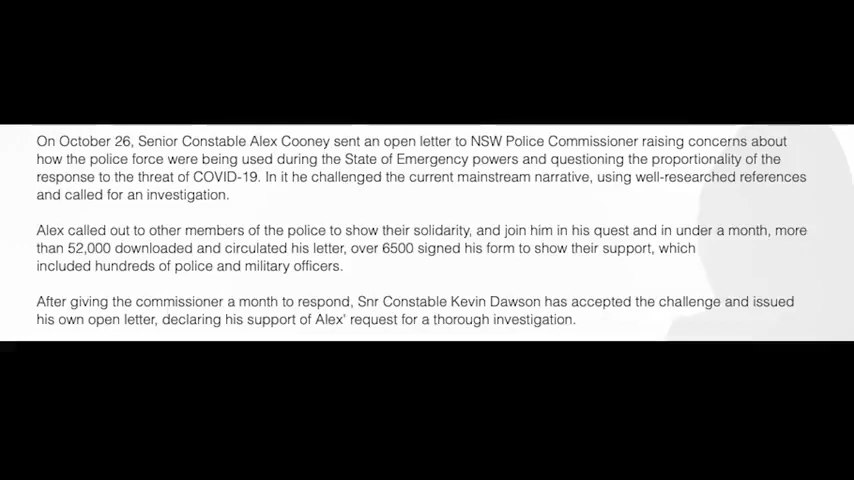 On October 26, Senior Constable Alex Cooney sent an open letter to NSW Police Commissioner raising concerns about
how the police force were being used during the State of Emergency powers and questioning the proportionality of the
response to the threat of COVID-19. In it he challenged the current mainstream narrative, using well-researched references
and called for an investigation.
Alex called out to other members of the police to show their solidarity, and join him in his quest and in under a month, more
than 52,000 downloaded and circulated his letter, over 6500 signed his form to show their support, which
included hundreds of police and military officers.
After giving the commissioner a month to respond, Snr Constable Kevin Dawson has accepted the challenge and issued
his own open letter, declaring his support of Alex' request for a thorough investigation.